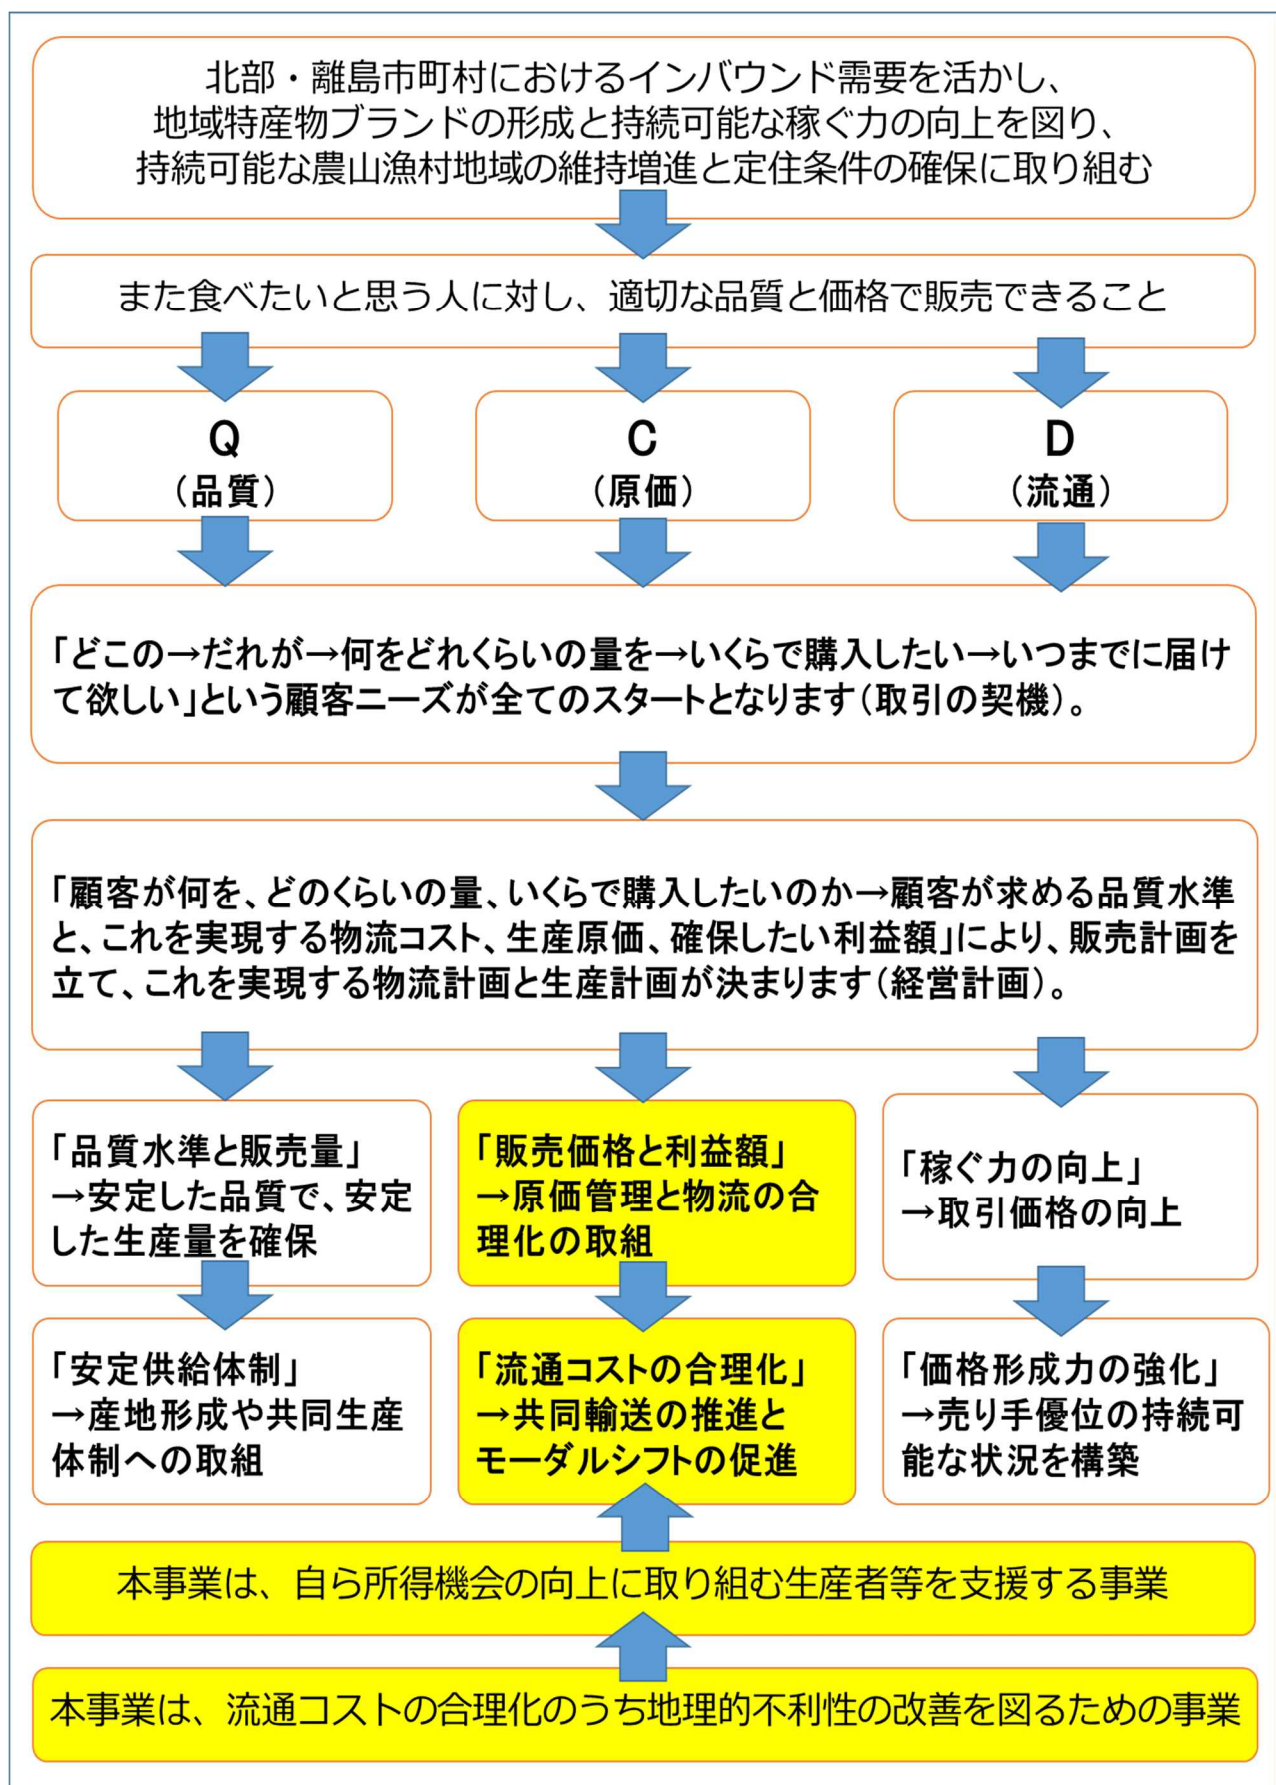 北部・離島市町村におけるインバウンド需要を活かし、
地域特産物ブランドの形成と持続可能な稼ぐ力の向上を図り、
持続可能な農山漁村地域の維持増進と定住条件の確保に取り組む
また食べたいと思う人に対し、適切な品質と価格で販売できること
Q
（品質）
C
（原価）
D
（流通）
「どこの→だれが→何をどれくらいの量を→いくらで購入したい→いつまでに届け
て欲しい」という顧客ニーズが全てのスタートとなります（取引の契機）。
「顧客が何を、どのくらいの量、いくらで購入したいのか→顧客が求める品質水準
と、これを実現する物流コスト、生産原価、確保したい利益額」により、販売計画を
立て、これを実現する物流計画と生産計画が決まります（経営計画）。
「品質水準と販売量」
→安定した品質で、安定
した生産量を確保
「販売価格と利益額」
→原価管理と物流の合
理化の取組
「稼ぐ力の向上」
→取引価格の向上
「安定供給体制」
→産地形成や共同生産
体制への取組
「流通コストの合理化」
→共同輸送の推進と
モーダルシフトの促進
「価格形成力の強化」
→売り手優位の持続可
能な状況を構築
本事業は、自ら所得機会の向上に取り組む生産者等を支援する事業
本事業は、流通コストの合理化のうち地理的不利性の改善を図るための事業